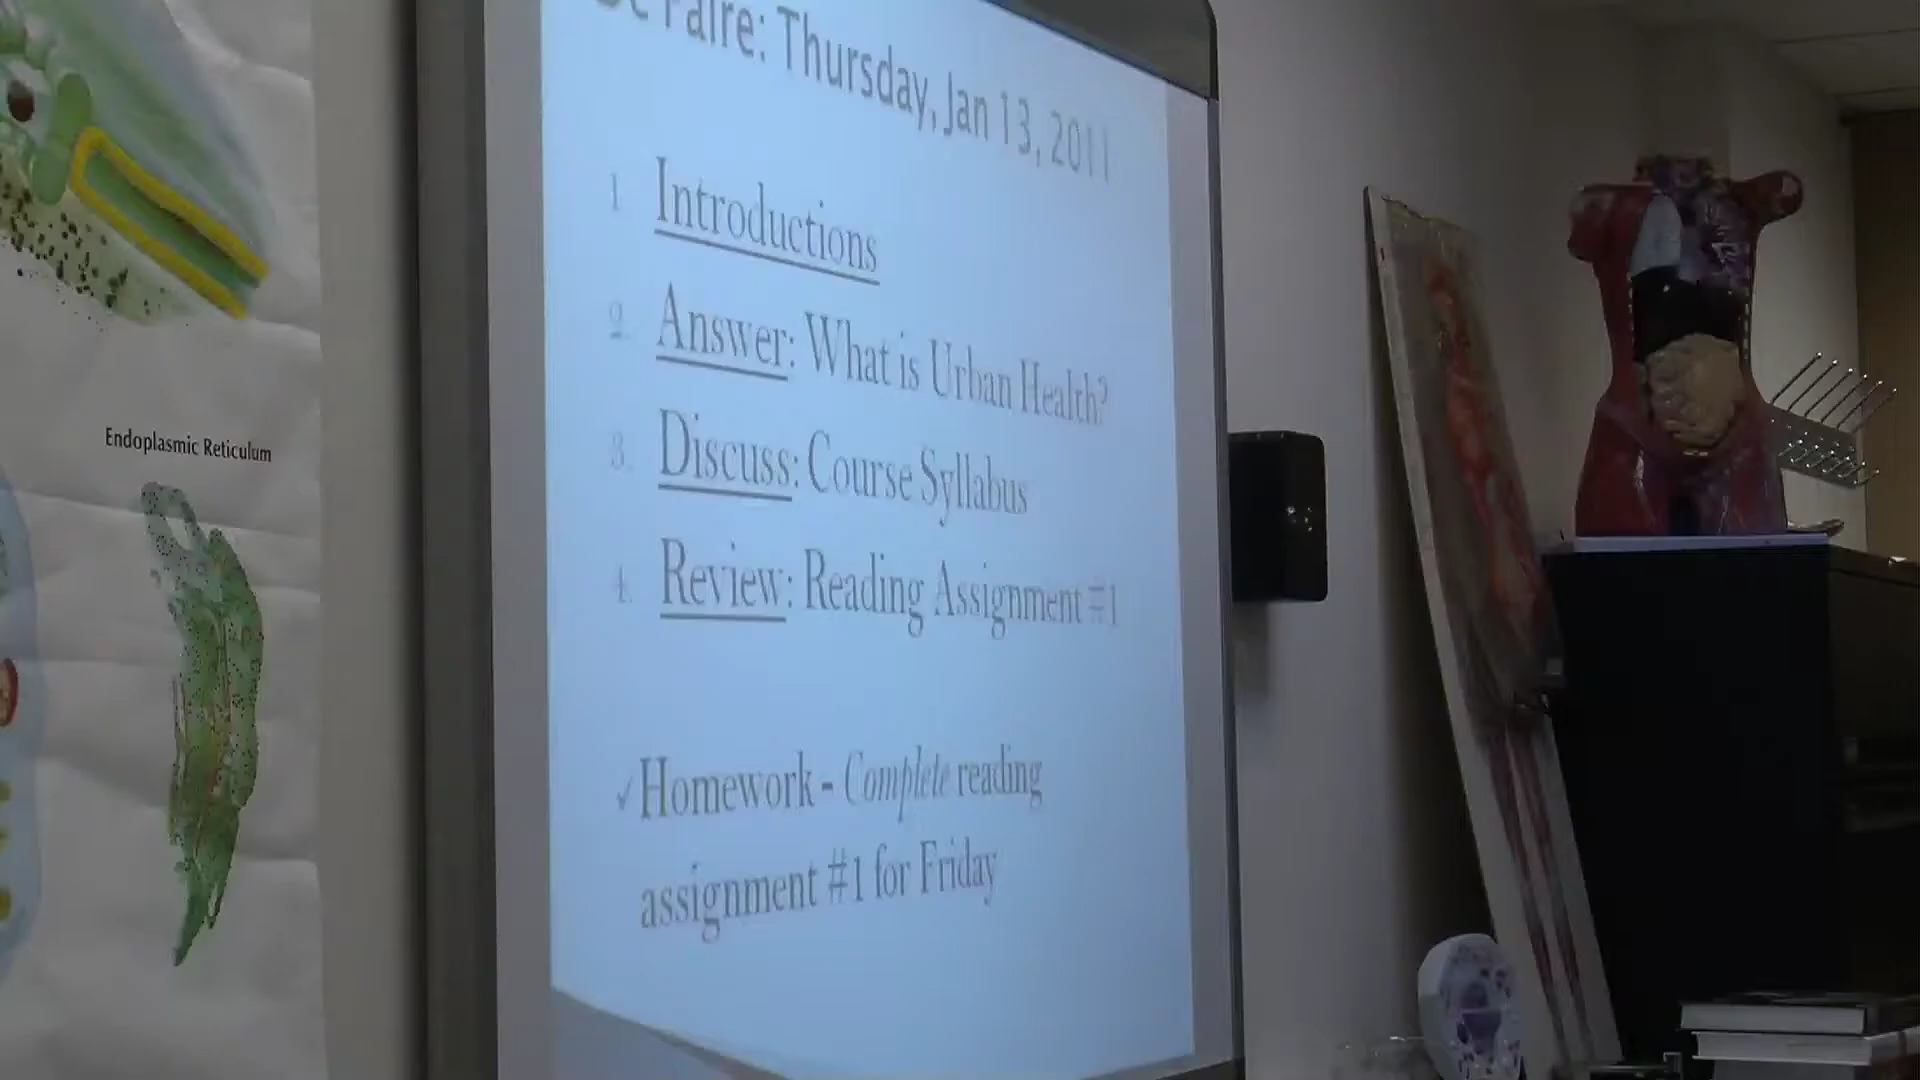 Faire: Thursday, Jan 13, 2011
1. Introductions
2. Answer: What is Urban Health?
3. Discuss: Course Syllabus
4. Review: Reading Assignment #1
✓Homework - Complete reading
assignment #1 for Friday
Endoplasmic Reticulum